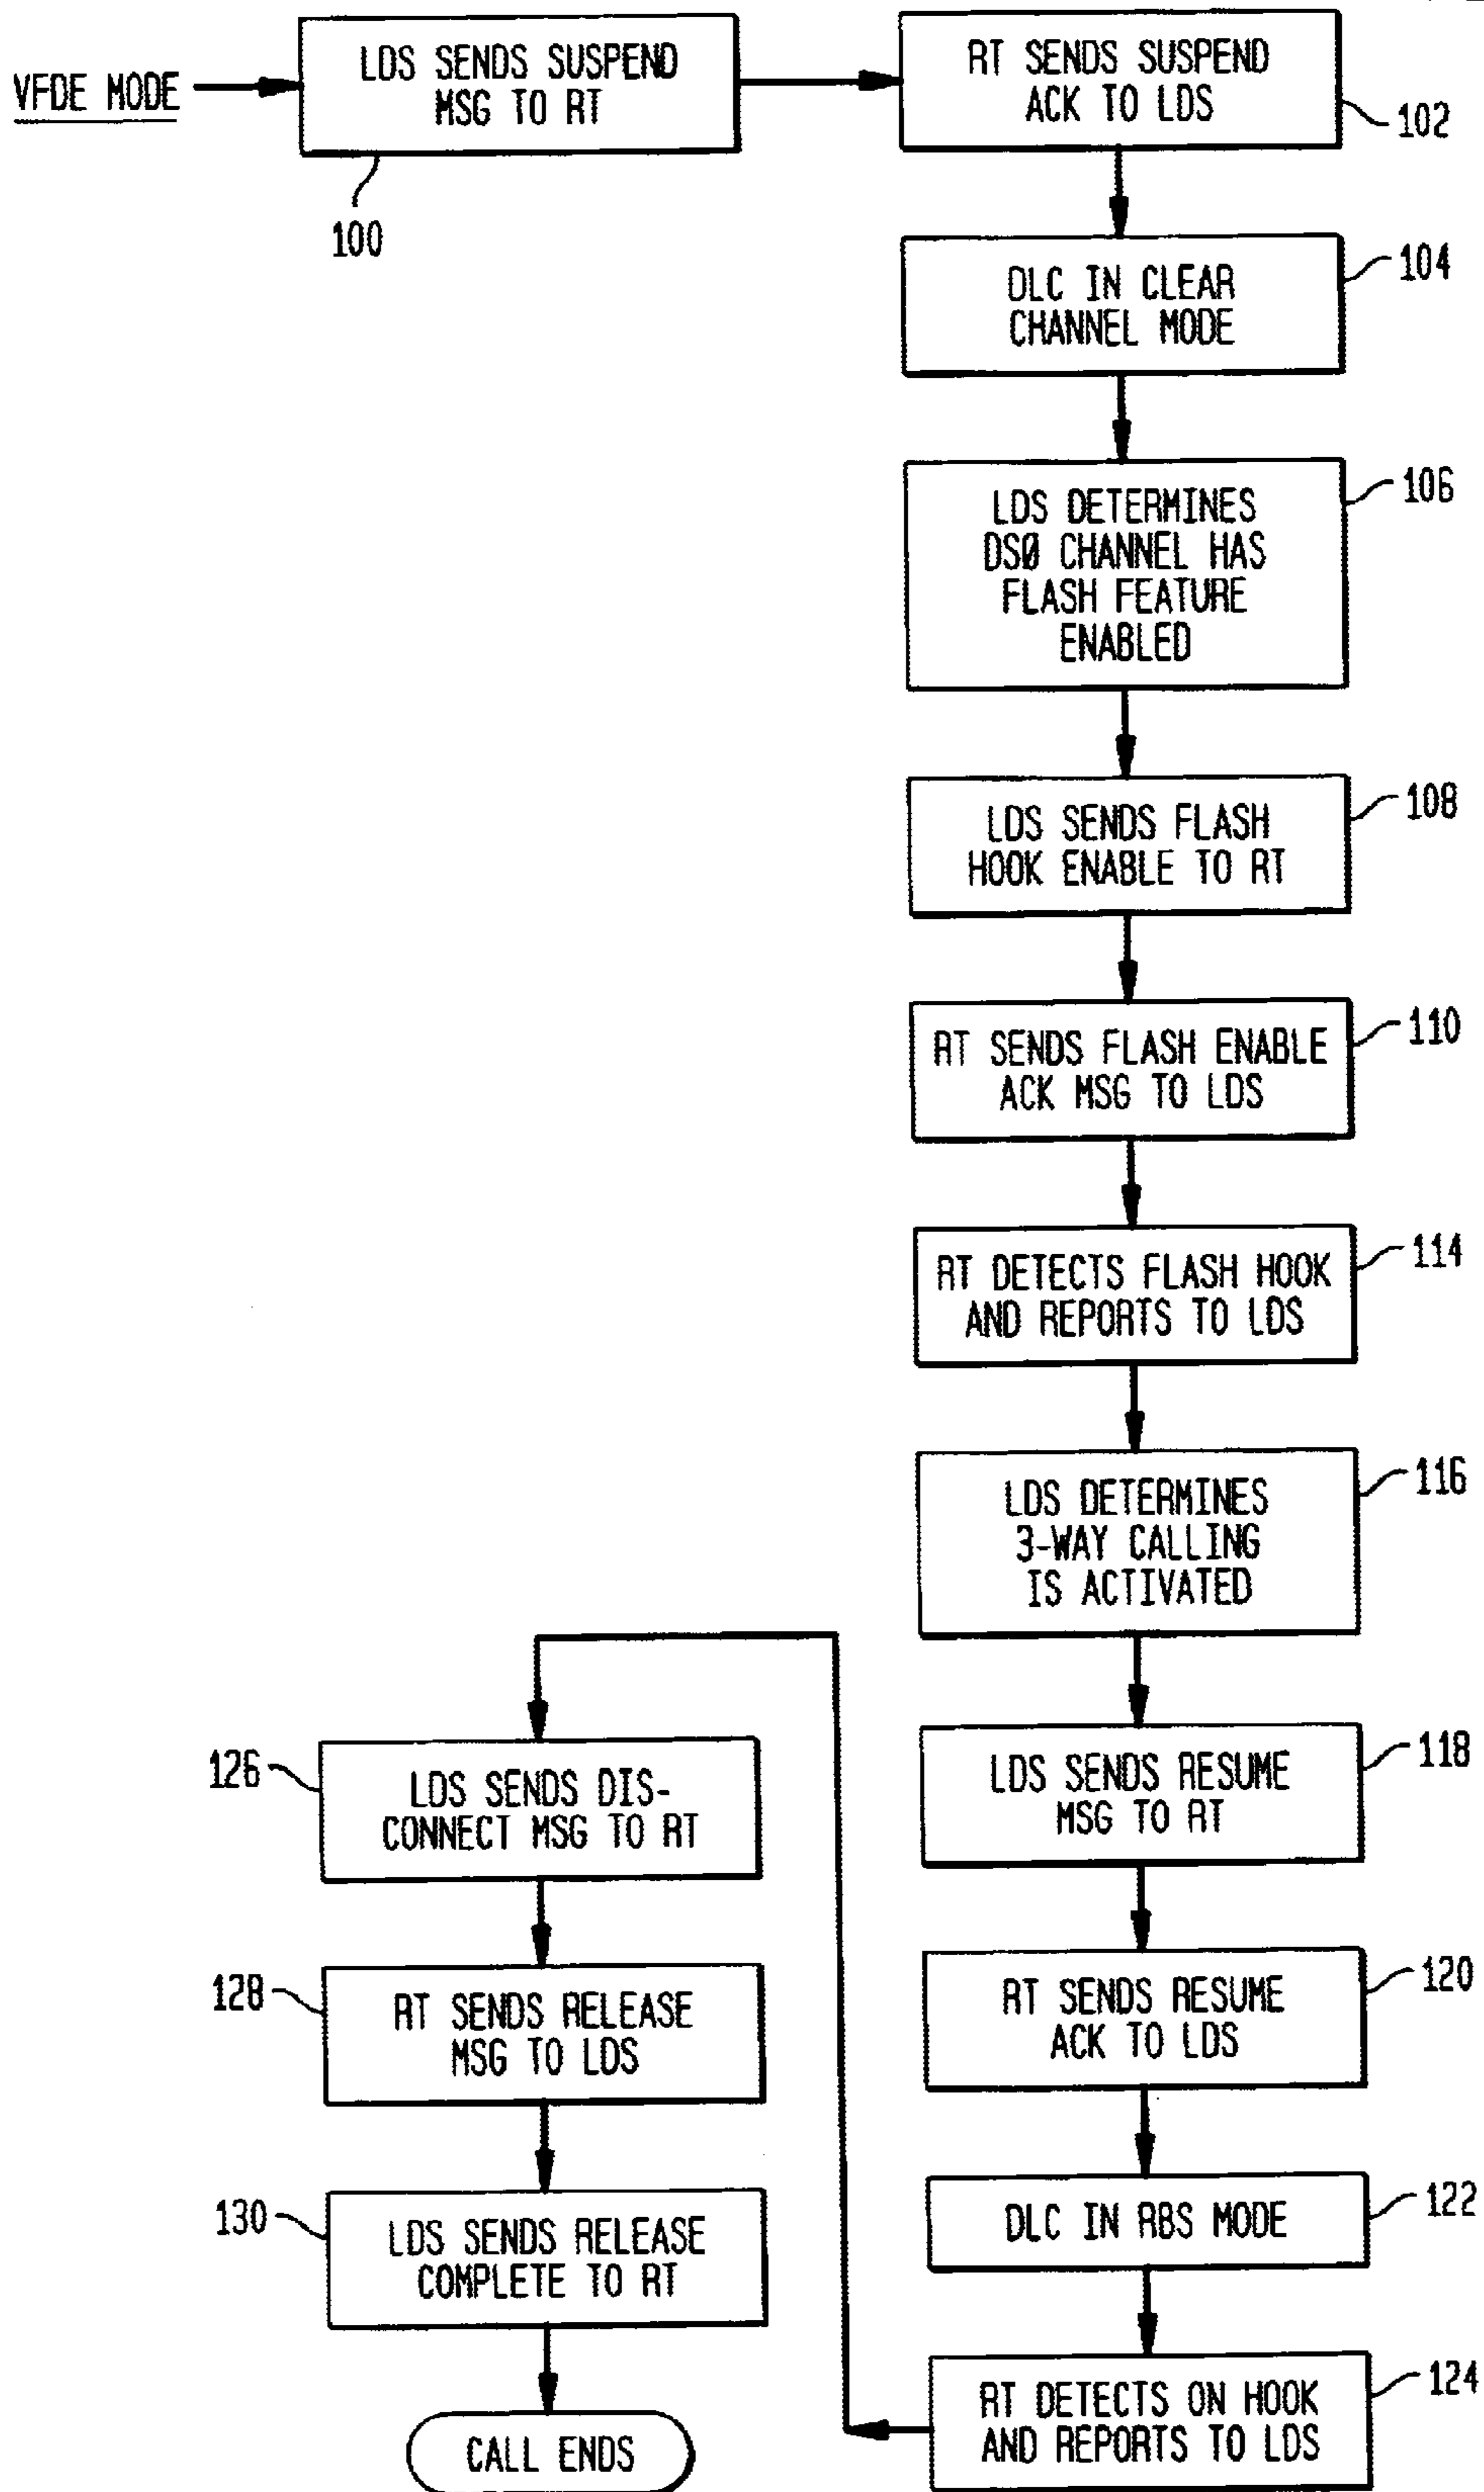 VFDE MODE
LDS SENDS SUSPEND
MSG TO RT
100
RT SENDS SUSPEND
ACK TO LDS
102
DLC IN CLEAR
CHANNEL MODE
104
LDS DETERMINES
DSØ CHANNEL HAS
FLASH FEATURE
ENABLED
106
LDS SENDS FLASH
HOOK ENABLE TO RT
108
RT SENDS FLASH ENABLE
ACK MSG TO LDS
110
RT DETECTS FLASH HOOK
AND REPORTS TO LDS
114
LDS DETERMINES
3-WAY CALLING
IS ACTIVATED
116
LDS SENDS RESUME
MSG TO RT
118
RT SENDS RESUME
ACK TO LDS
120
DLC IN RBS MODE
122
RT DETECTS ON HOOK
AND REPORTS TO LDS
124
126
LDS SENDS DIS-
CONNECT MSG TO RT
128
RT SENDS RELEASE
MSG TO LDS
130
LDS SENDS RELEASE
COMPLETE TO RT
CALL ENDS